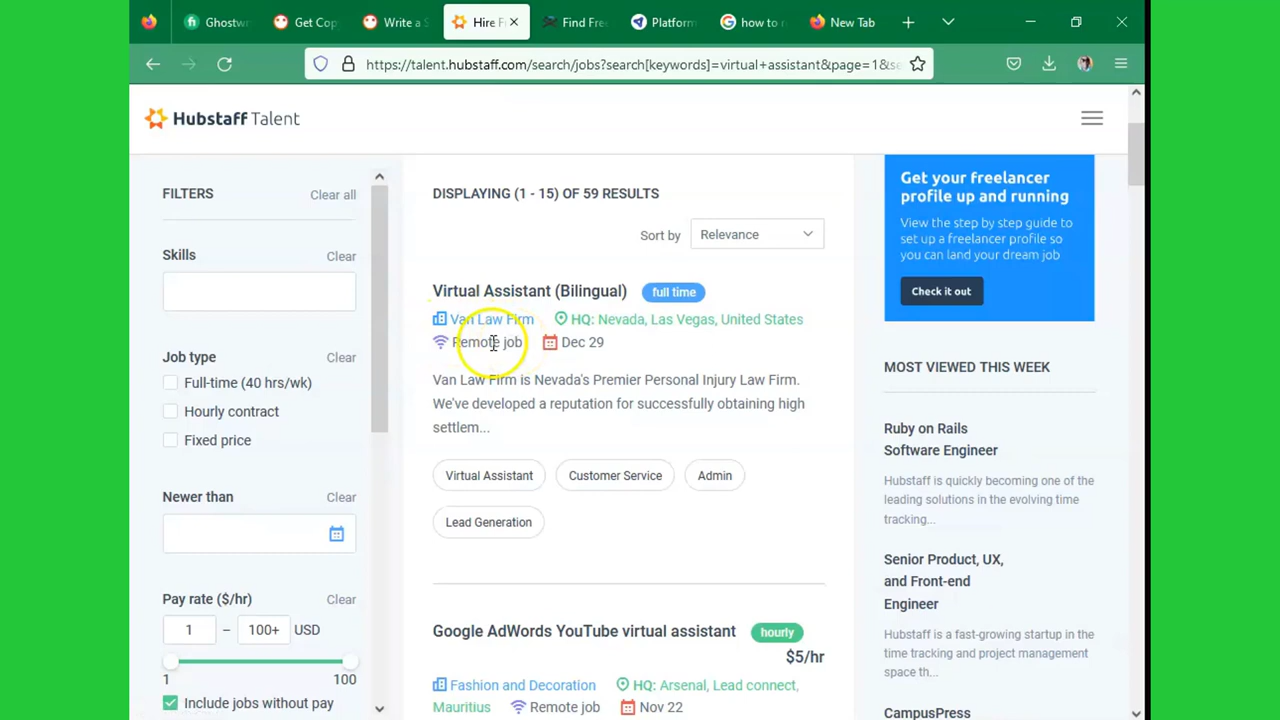 Ghostw
Get Cop
Write a S
Hire F
Find Free
Platform
how to r
New Tab
https://talent.hubstaff.com/search/jobs?search[keywords]=virtual+assistant&page=1&se
Hubstaff Talent
FILTERS
Clear all
Skills
Clear
Job type
Clear
Full-time (40 hrs/wk)
Hourly contract
Fixed price
Newer than
Clear
Pay rate ($/hr)
Clear
1 – 100+ USD
1 100
Include jobs without pay
DISPLAYING (1 - 15) OF 59 RESULTS
Sort by Relevance
Virtual Assistant (Bilingual) full time
Van Law Firm HQ: Nevada, Las Vegas, United States
Remote job Dec 29
Van Law Firm is Nevada's Premier Personal Injury Law Firm.
We've developed a reputation for successfully obtaining high
settlem...
Virtual Assistant Customer Service Admin
Lead Generation
Google AdWords YouTube virtual assistant hourly
$5/hr
Fashion and Decoration HQ: Arsenal, Lead connect,
Mauritius Remote job Nov 22
Get your freelancer
profile up and running
View the step by step guide to
set up a freelancer profile so
you can land your dream job
Check it out
MOST VIEWED THIS WEEK
Ruby on Rails
Software Engineer
Hubstaff is quickly becoming one of the
leading solutions in the evolving time
tracking...
Senior Product, UX,
and Front-end
Engineer
Hubstaff is a fast-growing startup in the
time tracking and project management
space th...
CampusPress